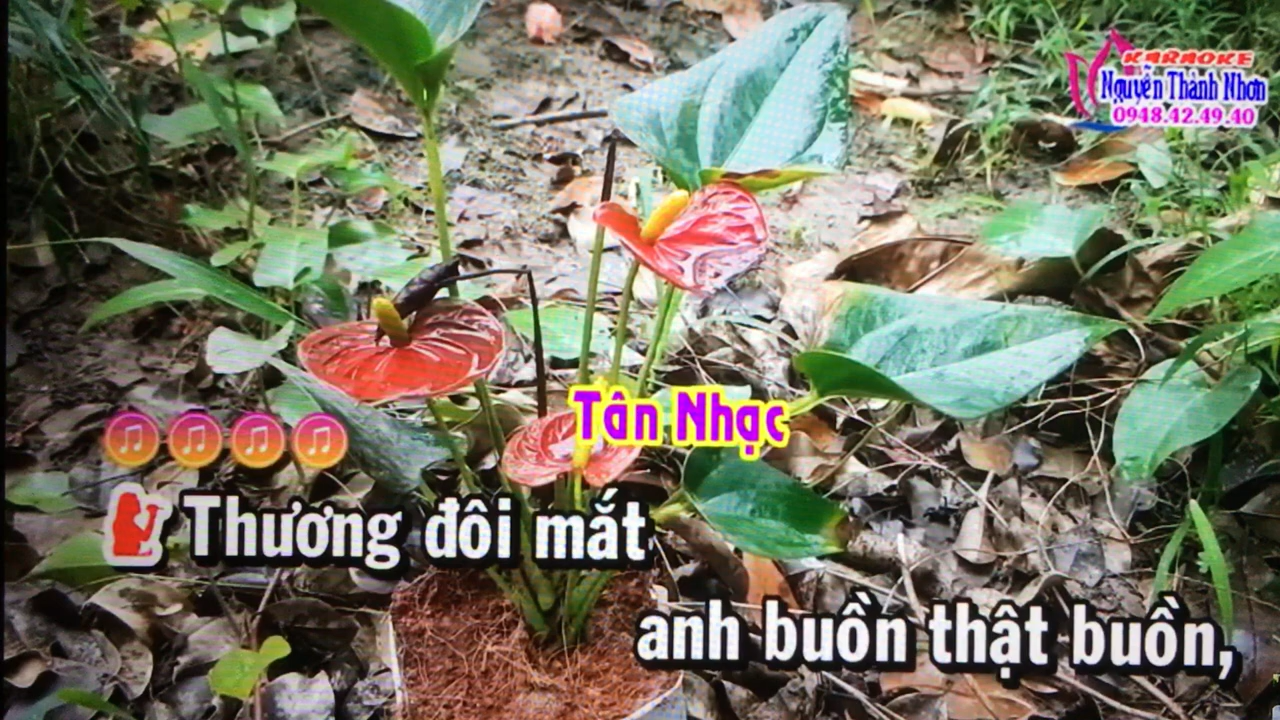 KARAOKE
Nguyễn Thành Nhơn
0948.42.49.40
Tân Nhạc
Thương đôi mắt
anh buồn thật buồn,